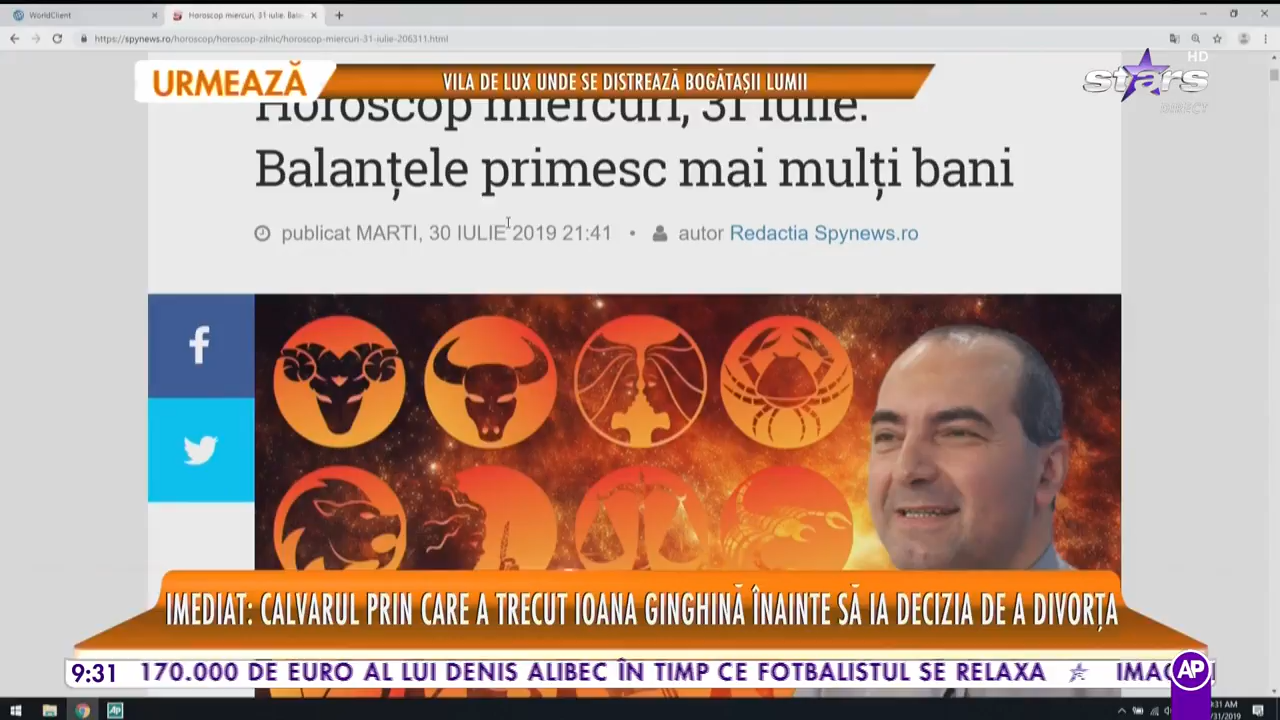 WorldClient
Horoscop miercuri, 31 iulie. Bala
https://spynews.ro/horoscop/horoscop-zilnic/horoscop-miercuri-31-iulie-206311.html
URMEAZĂ
VILA DE LUX UNDE SE DISTREAZĂ BOGĂTAȘII LUMII
HD
stars
DIRECT
Horoscop miercuri, 31 iulie.
Balanțele primesc mai mulți bani
publicat MARTI, 30 IULIE 2019 21:41 • autor Redactia Spynews.ro
IMEDIAT: CALVARUL PRIN CARE A TRECUT IOANA GINGHINĂ ÎNAINTE SĂ IA DECIZIA DE A DIVORȚA
9:31 170.000 DE EURO AL LUI DENIS ALIBEC ÎN TIMP CE FOTBALISTUL SE RELAXA
AP